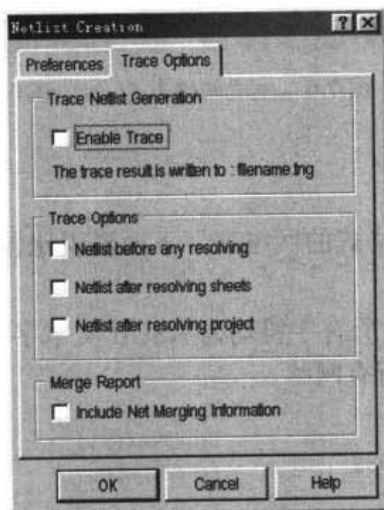 Netlist Creation
Preferences
Trace Options
Trace Netlist Generation
Enable Trace
The trace result is written to : filename.tng
Trace Options
Netlist before any resolving
Netlist after resolving sheets
Netlist after resolving project
Merge Report
Include Net Merging Information
OK
Cancel
Help